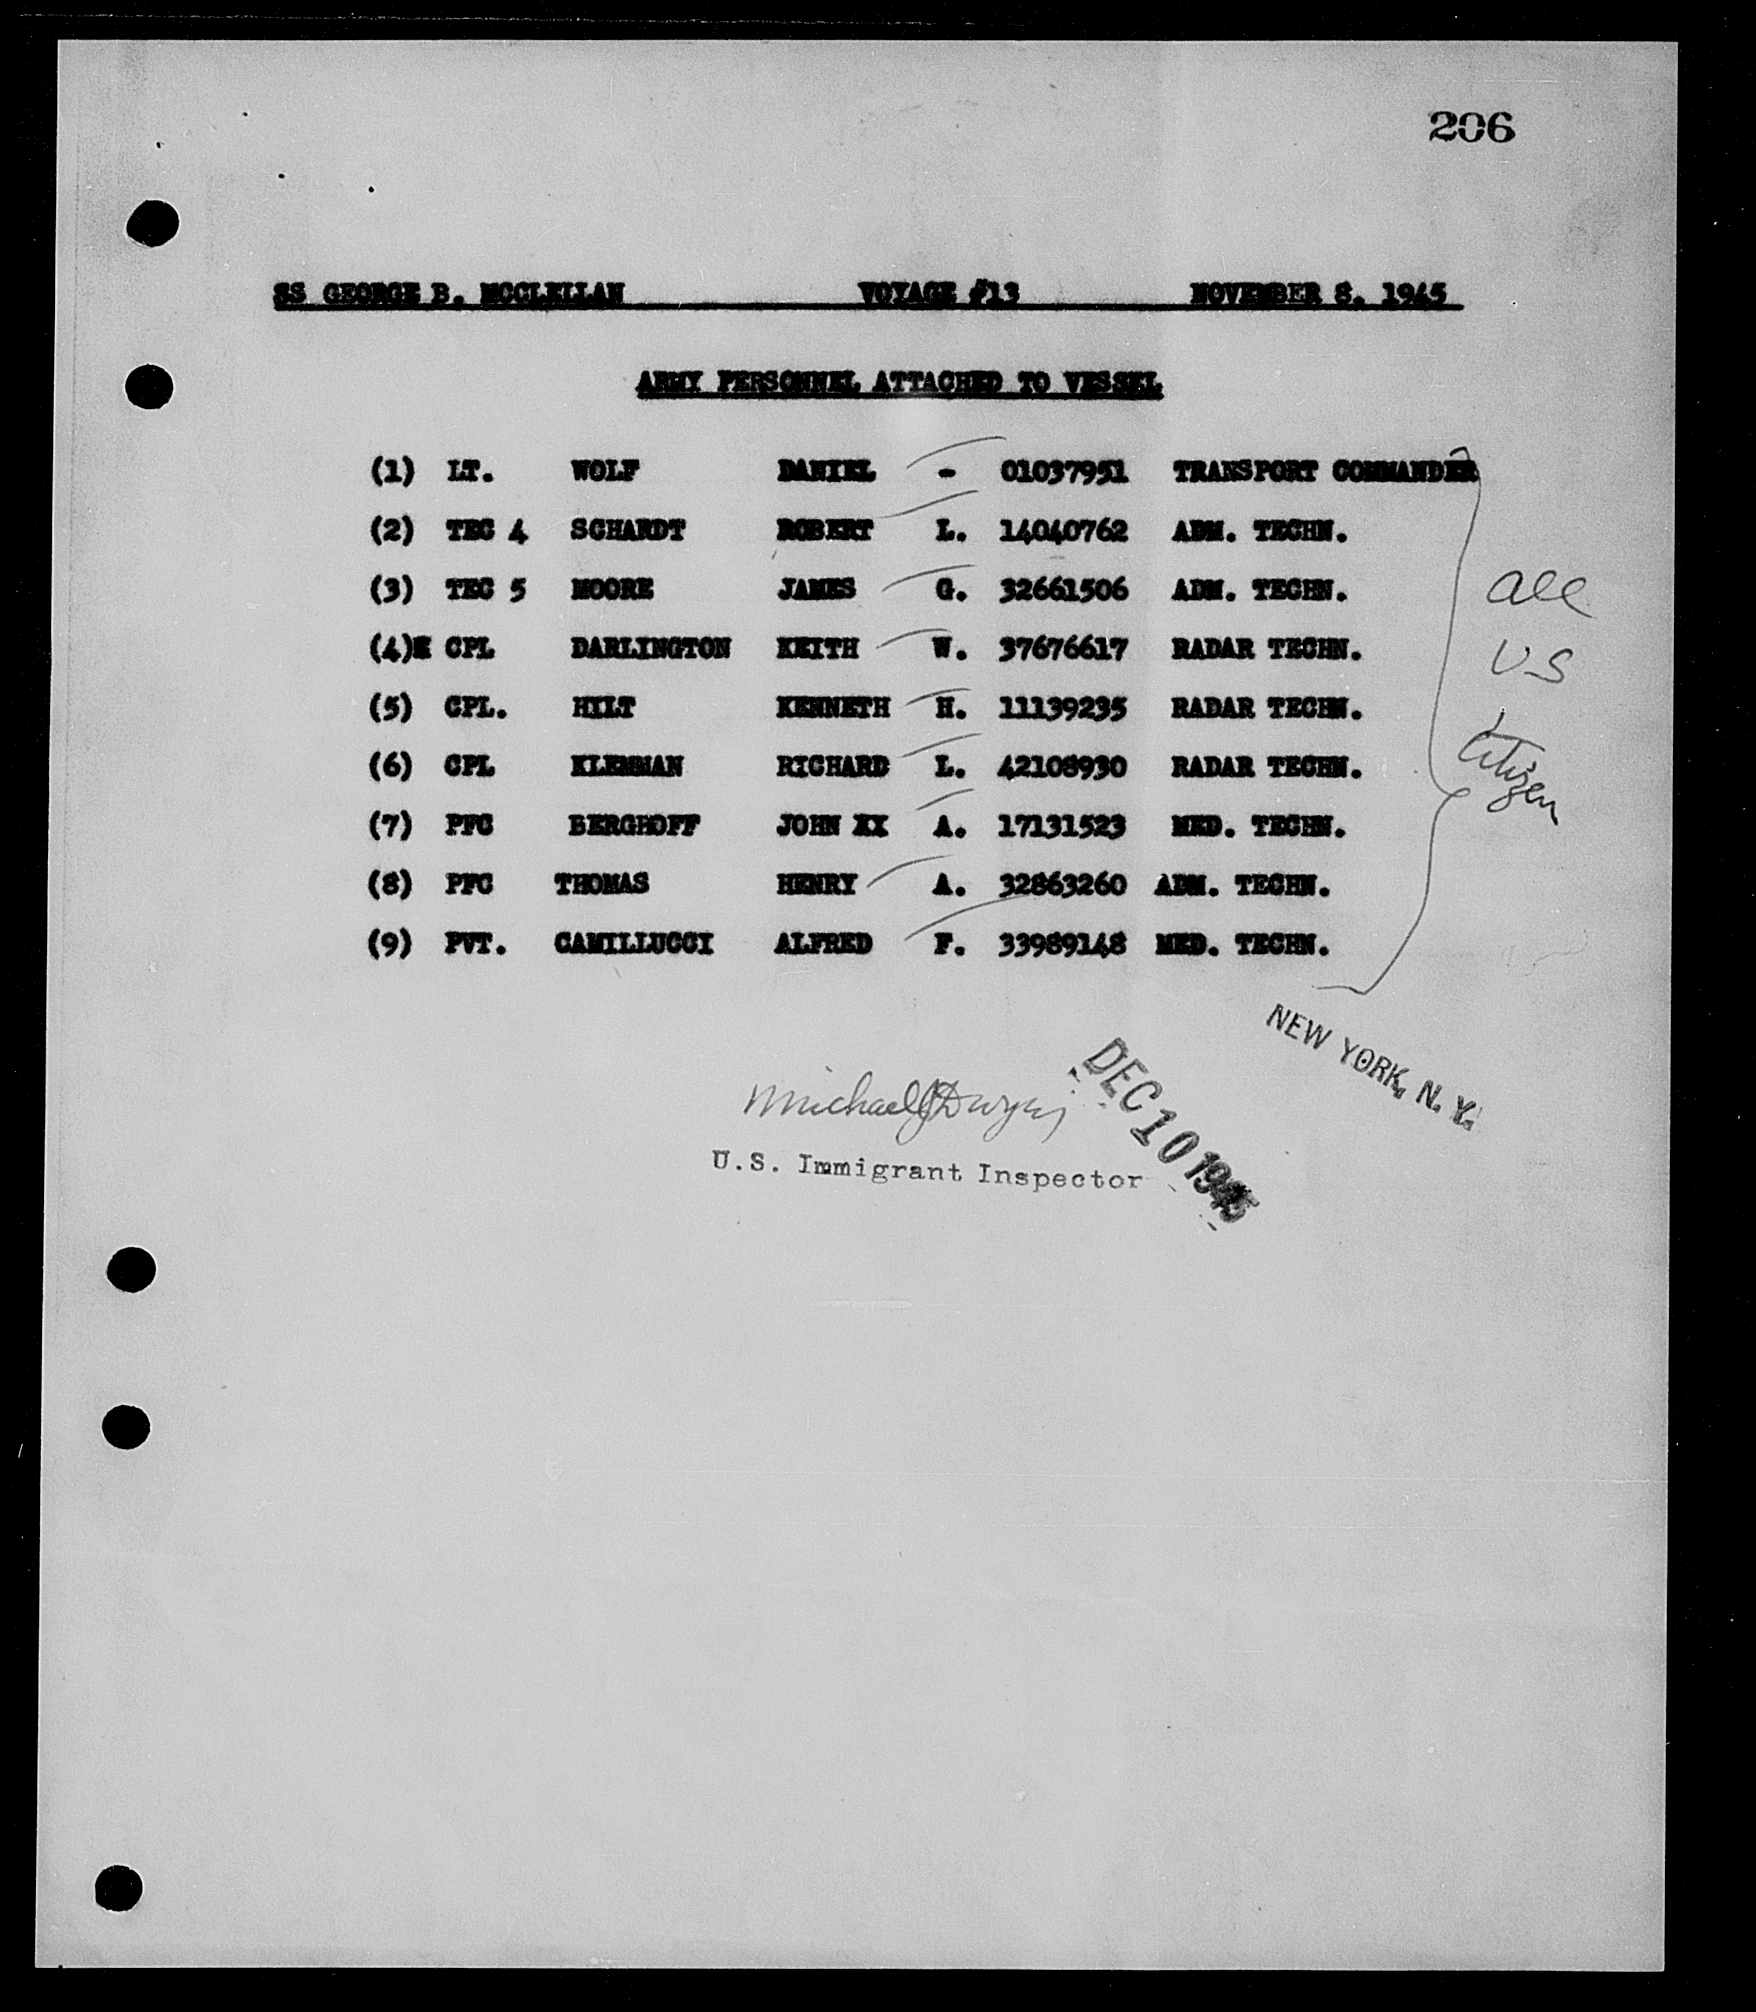 206
SS GEORGE B. MCCLELLAN VOYAGE #13 NOVEMBER 8. 1945
ARMY PERSONNEL ATTACHED TO VESSEL
(1) LT. WOLF DANIEL - 01037951 TRANSPORT COMMANDER
(2) TEC 4 SCHARDT ROBERT L. 14040762 ADM. TECHN.
(3) TEC 5 MOORE JAMES G. 32661506 ADM. TECHN.
(4) CPL DARLINGTON KEITH W. 37676617 RADAR TECHN.
(5) CPL. HILT KENNETH H. 11139235 RADAR TECHN.
(6) CPL RICHARD L. 42108930 RADAR TECHN.
(7) PFC BERGHOFF JOHN XX A. 17131523 MED. TECHN.
(8) PFC THOMAS HENRY A. 32863260 ADM. TECHN.
(9) PVT. CAMILLUCCI ALFRED F. 33989148 MED. TECHN.
all
US
Citizen
NEW YORK, N. Y.
DEC 10 1945
Michael J Dwyer
U.S. Immigrant Inspector